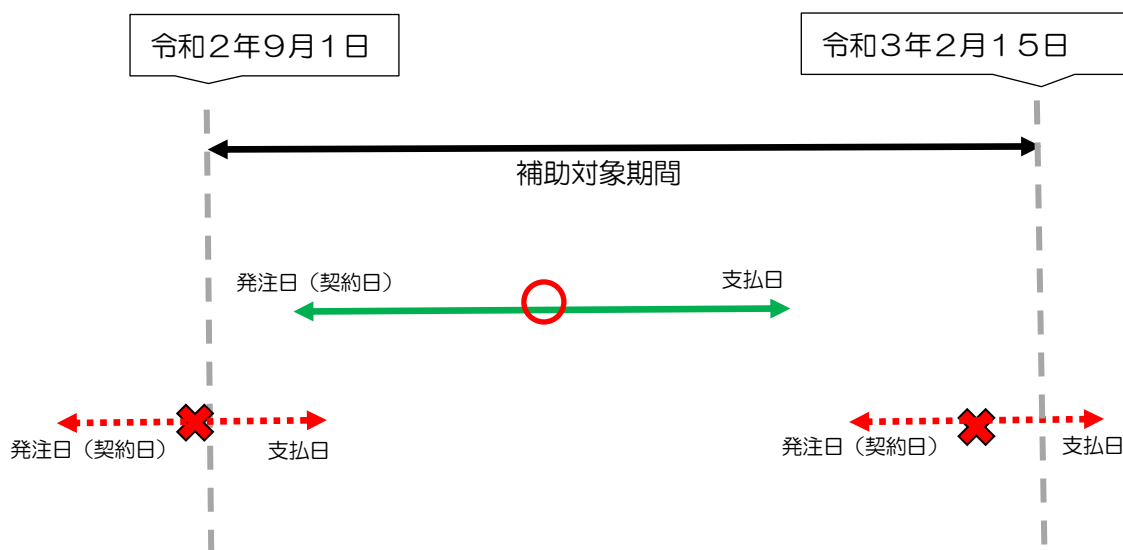 令和２年９月１日
令和３年２月１５日
補助対象期間
発注日（契約日）
支払日
発注日（契約日）
支払日
発注日（契約日）
支払日